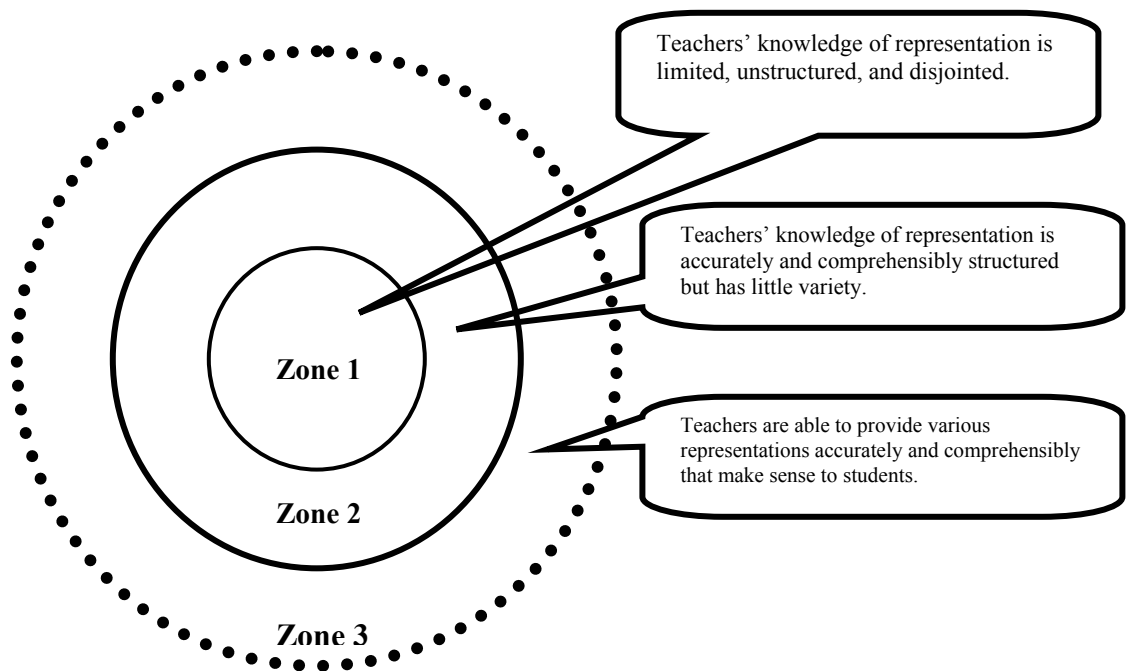 Teachers’ knowledge of representation is
limited, unstructured, and disjointed.
Teachers’ knowledge of representation is
accurately and comprehensibly structured
but has little variety.
Zone 1
Teachers are able to provide various
representations accurately and comprehensibly
that make sense to students.
Zone 2
Zone 3